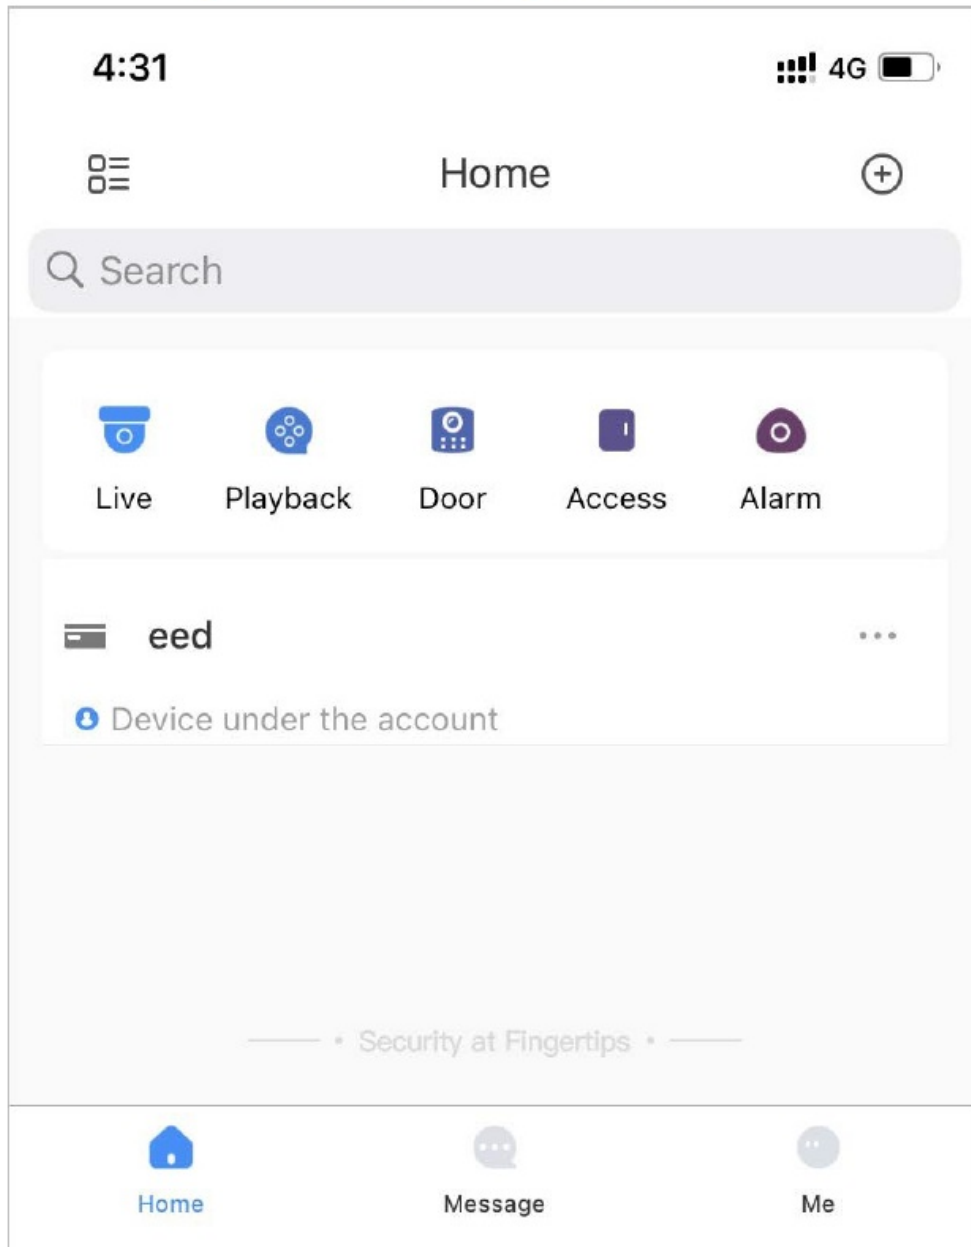 4:31 4G
Home
Search
Live Playback Door Access Alarm
eed
Device under the account
Security at Fingertips
Home Message Me